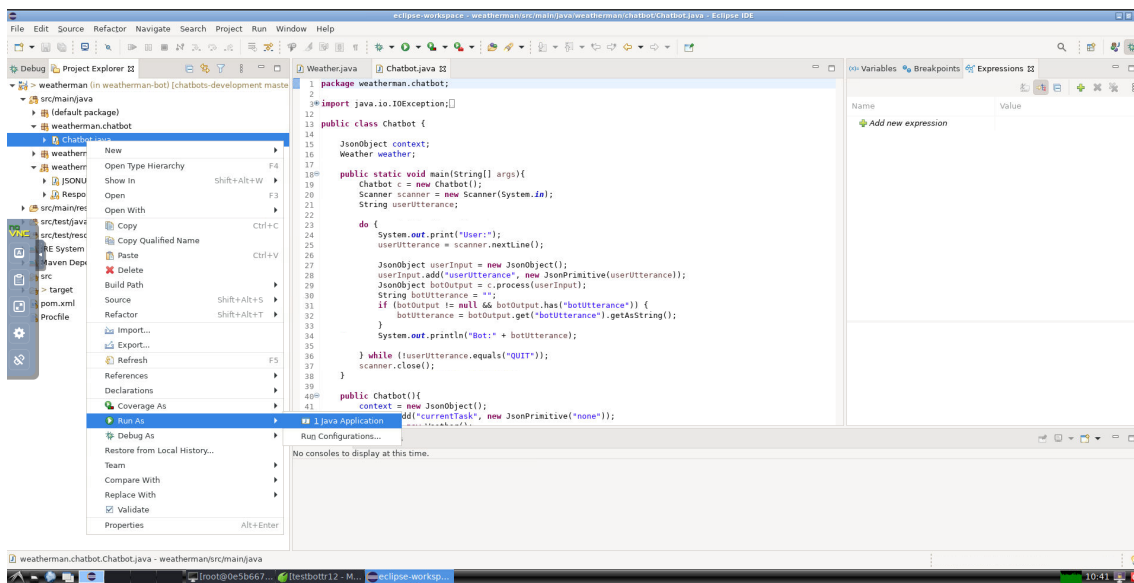 eclipse-workspace - weatherman/src/main/java/weatherman/chatbot/Chatbot.java - Eclipse IDE
File Edit Source Refactor Navigate Search Project Run Window Help
Debug Project Explorer
weatherman (in weatherman-bot) [chatbots-development maste
src/main/java
(default package)
weatherman.chatbot
Chatbot.java
weathern
weathern
JSONU
Respo
src/main/res
src/test/java
src/test/reso
RE System
Maven Depe
src
> target
pom.xml
Procfile
no
VNC
A
New
Open Type Hierarchy F4
Show In Shift+Alt+W
Open F3
Open With
Copy Ctrl+C
Copy Qualified Name
Paste Ctrl+V
Delete
Build Path
Source Shift+Alt+S
Refactor Shift+Alt+T
Import...
Export...
Refresh F5
References
Declarations
Coverage As
Run As
Debug As
Restore from Local History...
Team
Compare With
Replace With
Validate
Properties Alt+Enter
1 Java Application
Run Configurations...
Weather.java Chatbot.java
1 package weatherman.chatbot;
2
3 import java.io.IOException;
12
13 public class Chatbot {
14
15 JsonObject context;
16 Weather weather;
17
18 public static void main(String[] args){
19 Chatbot c = new Chatbot();
20 Scanner scanner = new Scanner(System.in);
21 String userUtterance;
22
23 do {
24 System.out.print("User:");
25 userUtterance = scanner.nextLine();
26
27 JsonObject userInput = new JsonObject();
28 userInput.add("userUtterance", new JsonPrimitive(userUtterance));
29 JsonObject botOutput = c.process(userInput);
30 String botUtterance = "";
31 if (botOutput != null && botOutput.has("botUtterance")) {
32 botUtterance = botOutput.get("botUtterance").getAsString();
33 }
34 System.out.println("Bot:" + botUtterance);
35
36 } while (!userUtterance.equals("QUIT"));
37 scanner.close();
38 }
39
40 public Chatbot(){
41 context = new JsonObject();
dd("currentTask", new JsonPrimitive("none"));
No consoles to display at this time.
Variables Breakpoints Expressions
Name Value
Add new expression
weatherman.chatbot.Chatbot.java - weatherman/src/main/java
[root@0e5b667... [testbottr12 - M... eclipse-worksp... 10:41